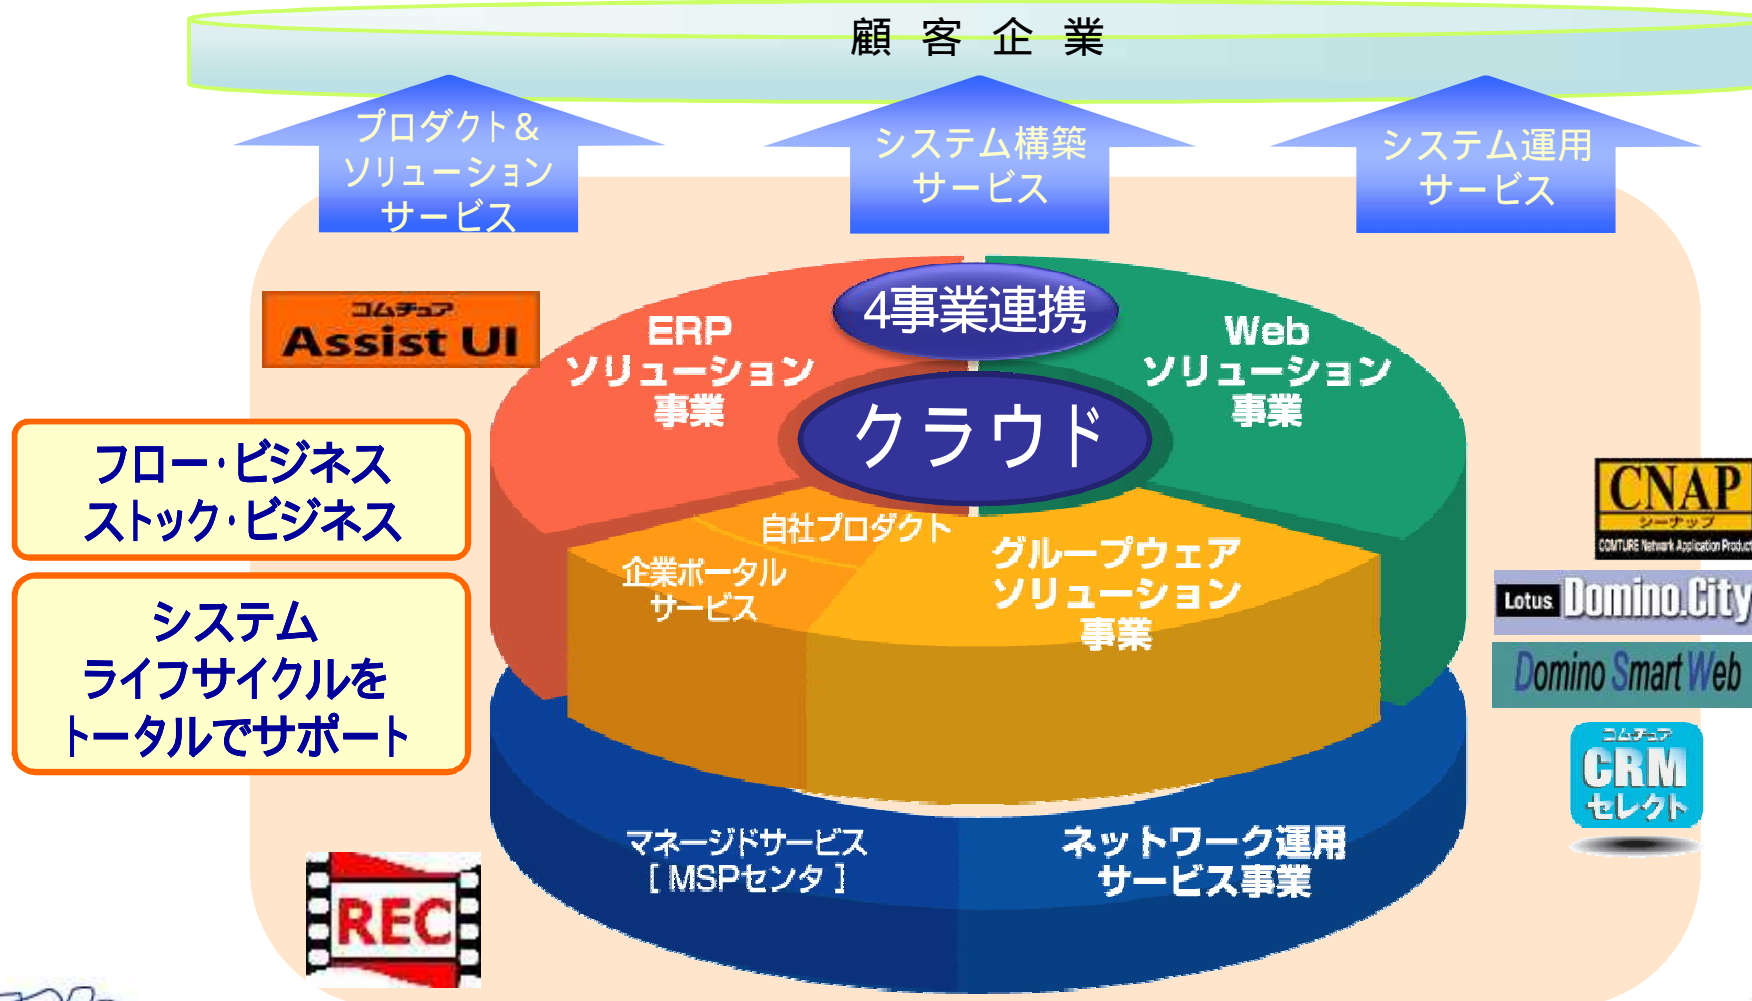 顧客企業
プロダクト＆
ソリューション
サービス
システム構築
サービス
システム運用
サービス
4事業連携
クラウド
コムチュア
Assist UI
ERP
ソリューション
事業
Web
ソリューション
事業
フロー・ビジネス
ストック・ビジネス
自社プロダクト
企業ポータル
サービス
グループウェア
ソリューション
事業
CNAP
シーナップ
COMTURE Network Application Product
Lotus Domino.City
Domino Smart Web
システム
ライフサイクルを
トータルでサポート
コムチュア
CRM
セレクト
マネージドサービス
[ MSPセンタ ]
ネットワーク運用
サービス事業
REC